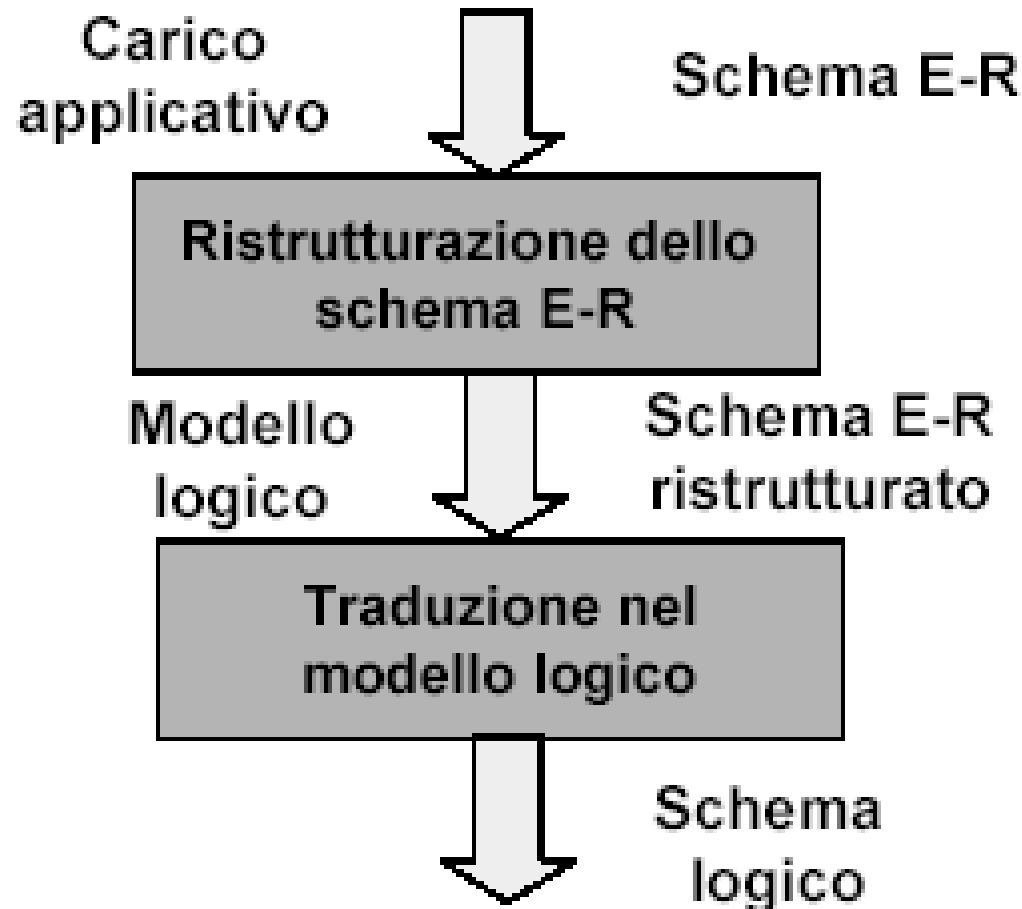 Carico
applicativo
Schema E-R
Ristrutturazione dello
schema E-R
Modello
logico
Schema E-R
ristrutturato
Traduzione nel
modello logico
Schema
logico